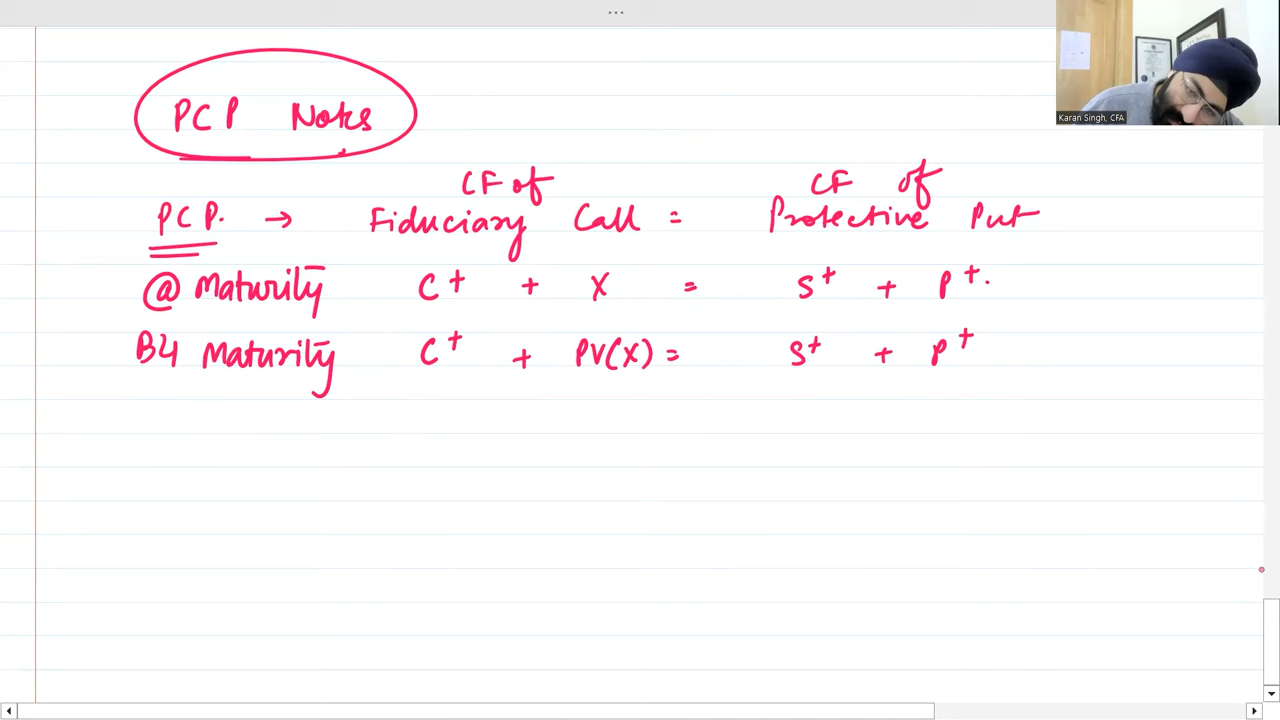 PCP Notes
Karan Singh, CFA
CF of CF of
PCP. → Fiduciary Call = Protective Put
@ Maturity C+ + X = S+ + P+.
B4 Maturity C+ + PV(X) = S+ + P+